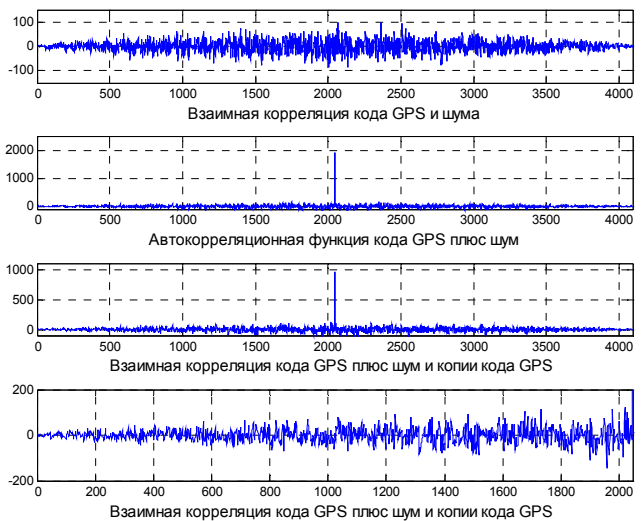 100
0
-100
0 500 1000 1500 2000 2500 3000 3500 4000
Взаимная корреляция кода GPS и шума
2000
1000
0
0 500 1000 1500 2000 2500 3000 3500 4000
Автокорреляционная функция кода GPS плюс шум
1000
500
0
0 500 1000 1500 2000 2500 3000 3500 4000
Взаимная корреляция кода GPS плюс шум и копии кода GPS
200
0
-200
0 200 400 600 800 1000 1200 1400 1600 1800 2000
Взаимная корреляция кода GPS плюс шум и копии кода GPS